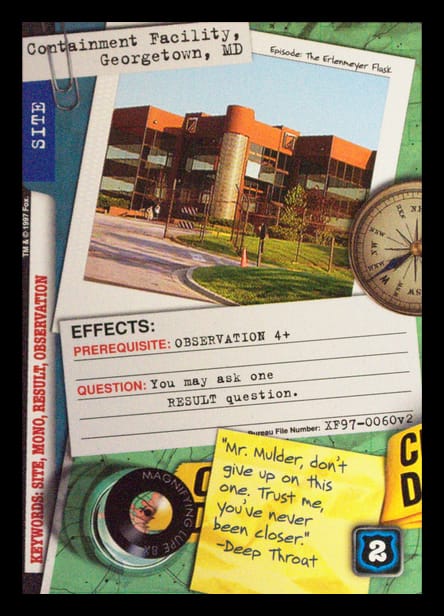 Containment Facility,
Georgetown, MD
Episode: The Erlenmeyer Flask
SITE
TM & © 1997 Fox.
KEYWORDS: SITE, MONO, RESULT, OBSERVATION
EFFECTS:
PREREQUISITE: OBSERVATION 4+
QUESTION: You may ask one
RESULT question.
Bureau File Number: XF97-0060v2
"Mr. Mulder, don't
give up on this
one. Trust me,
you've never
been closer."
-Deep Throat
MAGNIFYING LUPE 8X
2